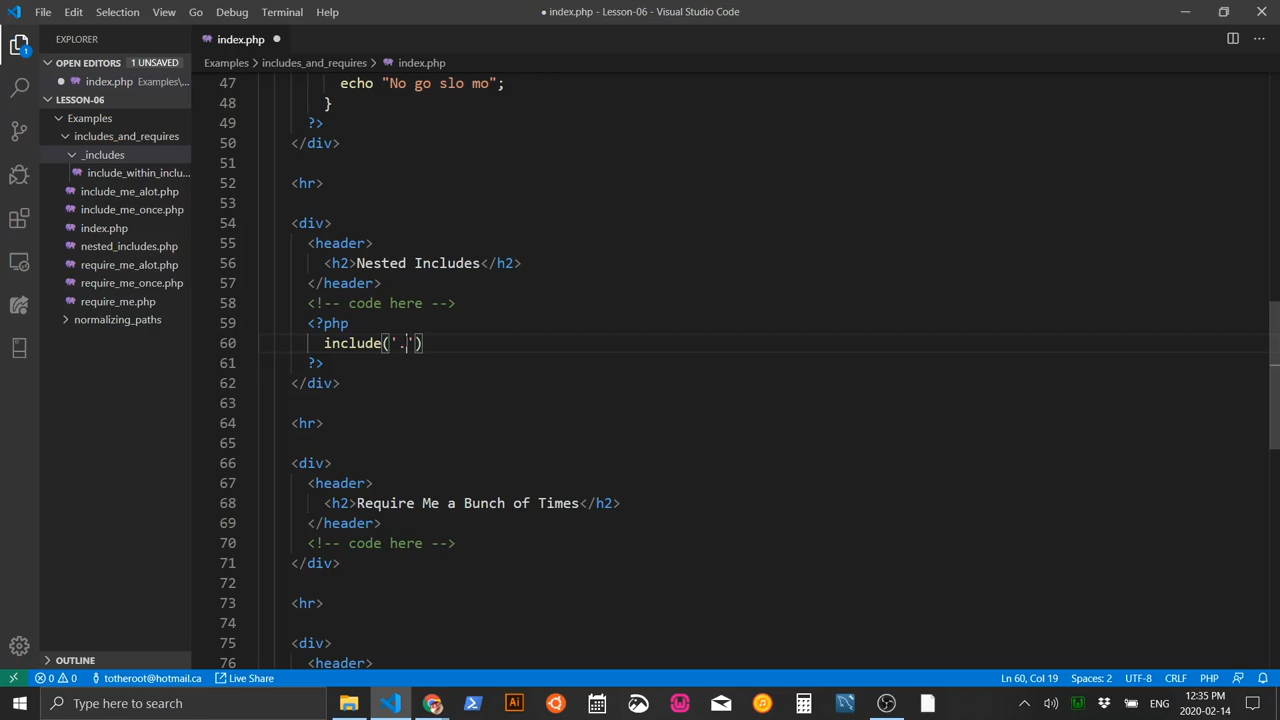 File Edit Selection View Go Debug Terminal Help
● index.php - Lesson-06 - Visual Studio Code
EXPLORER
index.php ●
OPEN EDITORS 1 UNSAVED
● index.php Examples\...
LESSON-06
Examples
includes_and_requires
_includes
include_within_inclu...
include_me_alot.php
include_me_once.php
index.php
nested_includes.php
require_me_alot.php
require_me_once.php
require_me.php
normalizing_paths
OUTLINE
Examples > includes_and_requires > index.php
47 echo "No go slo mo";
48 }
49 ?>
50 </div>
51
52 <hr>
53
54 <div>
55 <header>
56 <h2>Nested Includes</h2>
57 </header>
58 <!-- code here -->
59 <?php
60 include('.')
61 ?>
62 </div>
63
64 <hr>
65
66 <div>
67 <header>
68 <h2>Require Me a Bunch of Times</h2>
69 </header>
70 <!-- code here -->
71 </div>
72
73 <hr>
74
75 <div>
76 <header>
0 0 totheroot@hotmail.ca Live Share Ln 60, Col 19 Spaces: 2 UTF-8 CRLF PHP
Type here to search
12:35 PM
2020-02-14